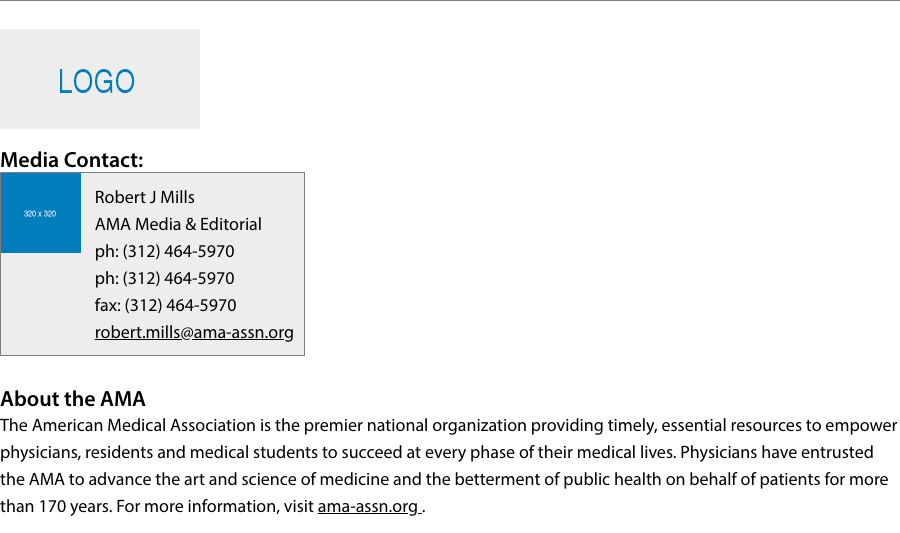 LOGO
Media Contact:
320 x 320
Robert J Mills
AMA Media & Editorial
ph: (312) 464-5970
ph: (312) 464-5970
fax: (312) 464-5970
robert.mills@ama-assn.org
About the AMA
The American Medical Association is the premier national organization providing timely, essential resources to empower
physicians, residents and medical students to succeed at every phase of their medical lives. Physicians have entrusted
the AMA to advance the art and science of medicine and the betterment of public health on behalf of patients for more
than 170 years. For more information, visit ama-assn.org .